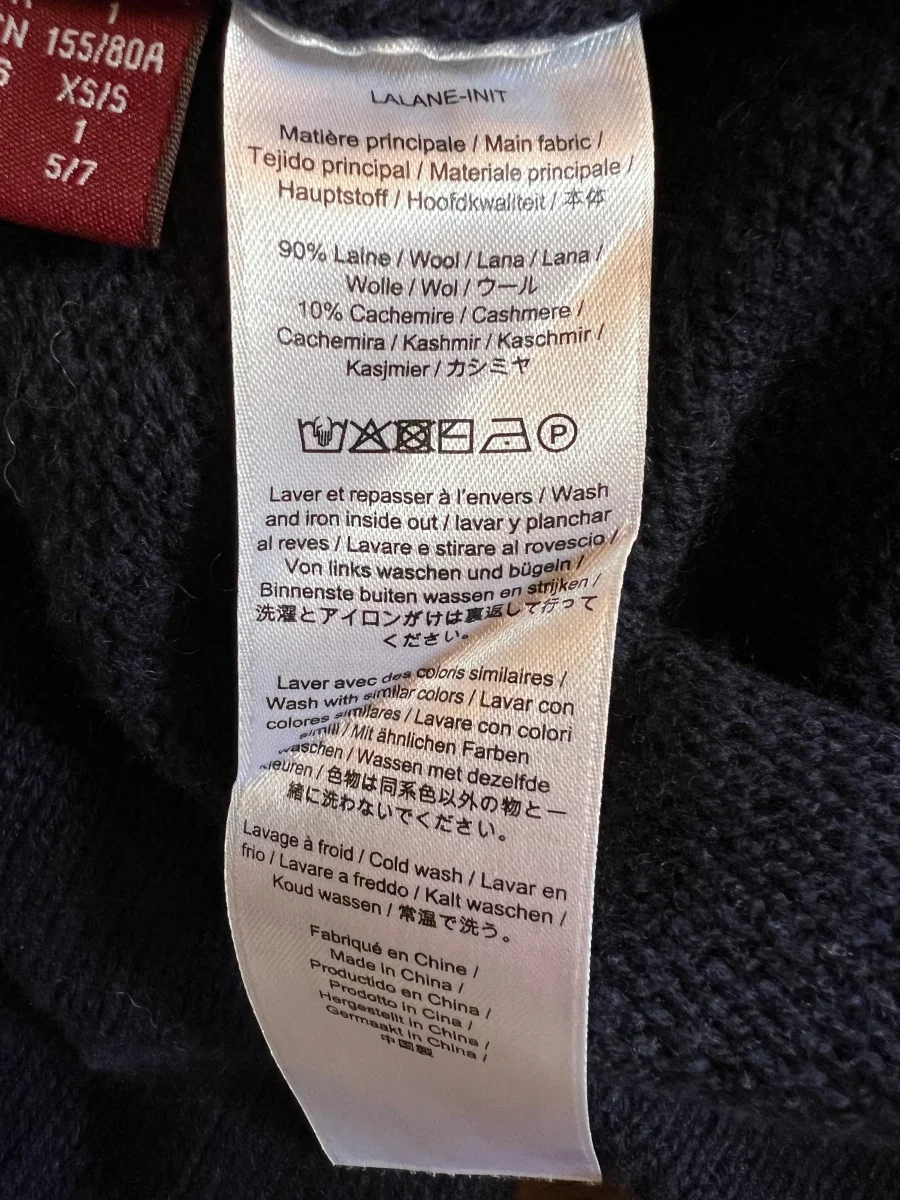 1
155/80A
XS/S
1
5/7
LALANE-INIT
Matière principale / Main fabric /
Tejido principal / Materiale principale /
Hauptstoff / Hoofdkwaliteit / 本体
90% Laine / Wool / Lana / Lana /
Wolle / Wol / ウール
10% Cachemire / Cashmere /
Cachemira / Kashmir / Kaschmir /
Kasjmier / カシミヤ
P
Laver et repasser à l'envers / Wash
and iron inside out / lavar y planchar
al reves / Lavare e stirare al rovescio /
Von links waschen und bügeln /
Binnenste buiten wassen en strijken /
洗濯とアイロンがけは裏返して行って
ください。
Laver avec des coloris similaires /
Wash with similar colors / Lavar con
colores similares / Lavare con colori
simili / Mit ähnlichen Farben
waschen / Wassen met dezelfde
kleuren / 色物は同系色以外の物と一
緒に洗わないでください。
Lavage à froid / Cold wash / Lavar en
frio / Lavare a freddo / Kalt waschen /
Koud wassen / 常温で洗う。
Fabriqué en Chine /
Made in China /
Productido en China /
Prodotto in Cina /
Hergestellt in China /
Germaakt in China /
中国製